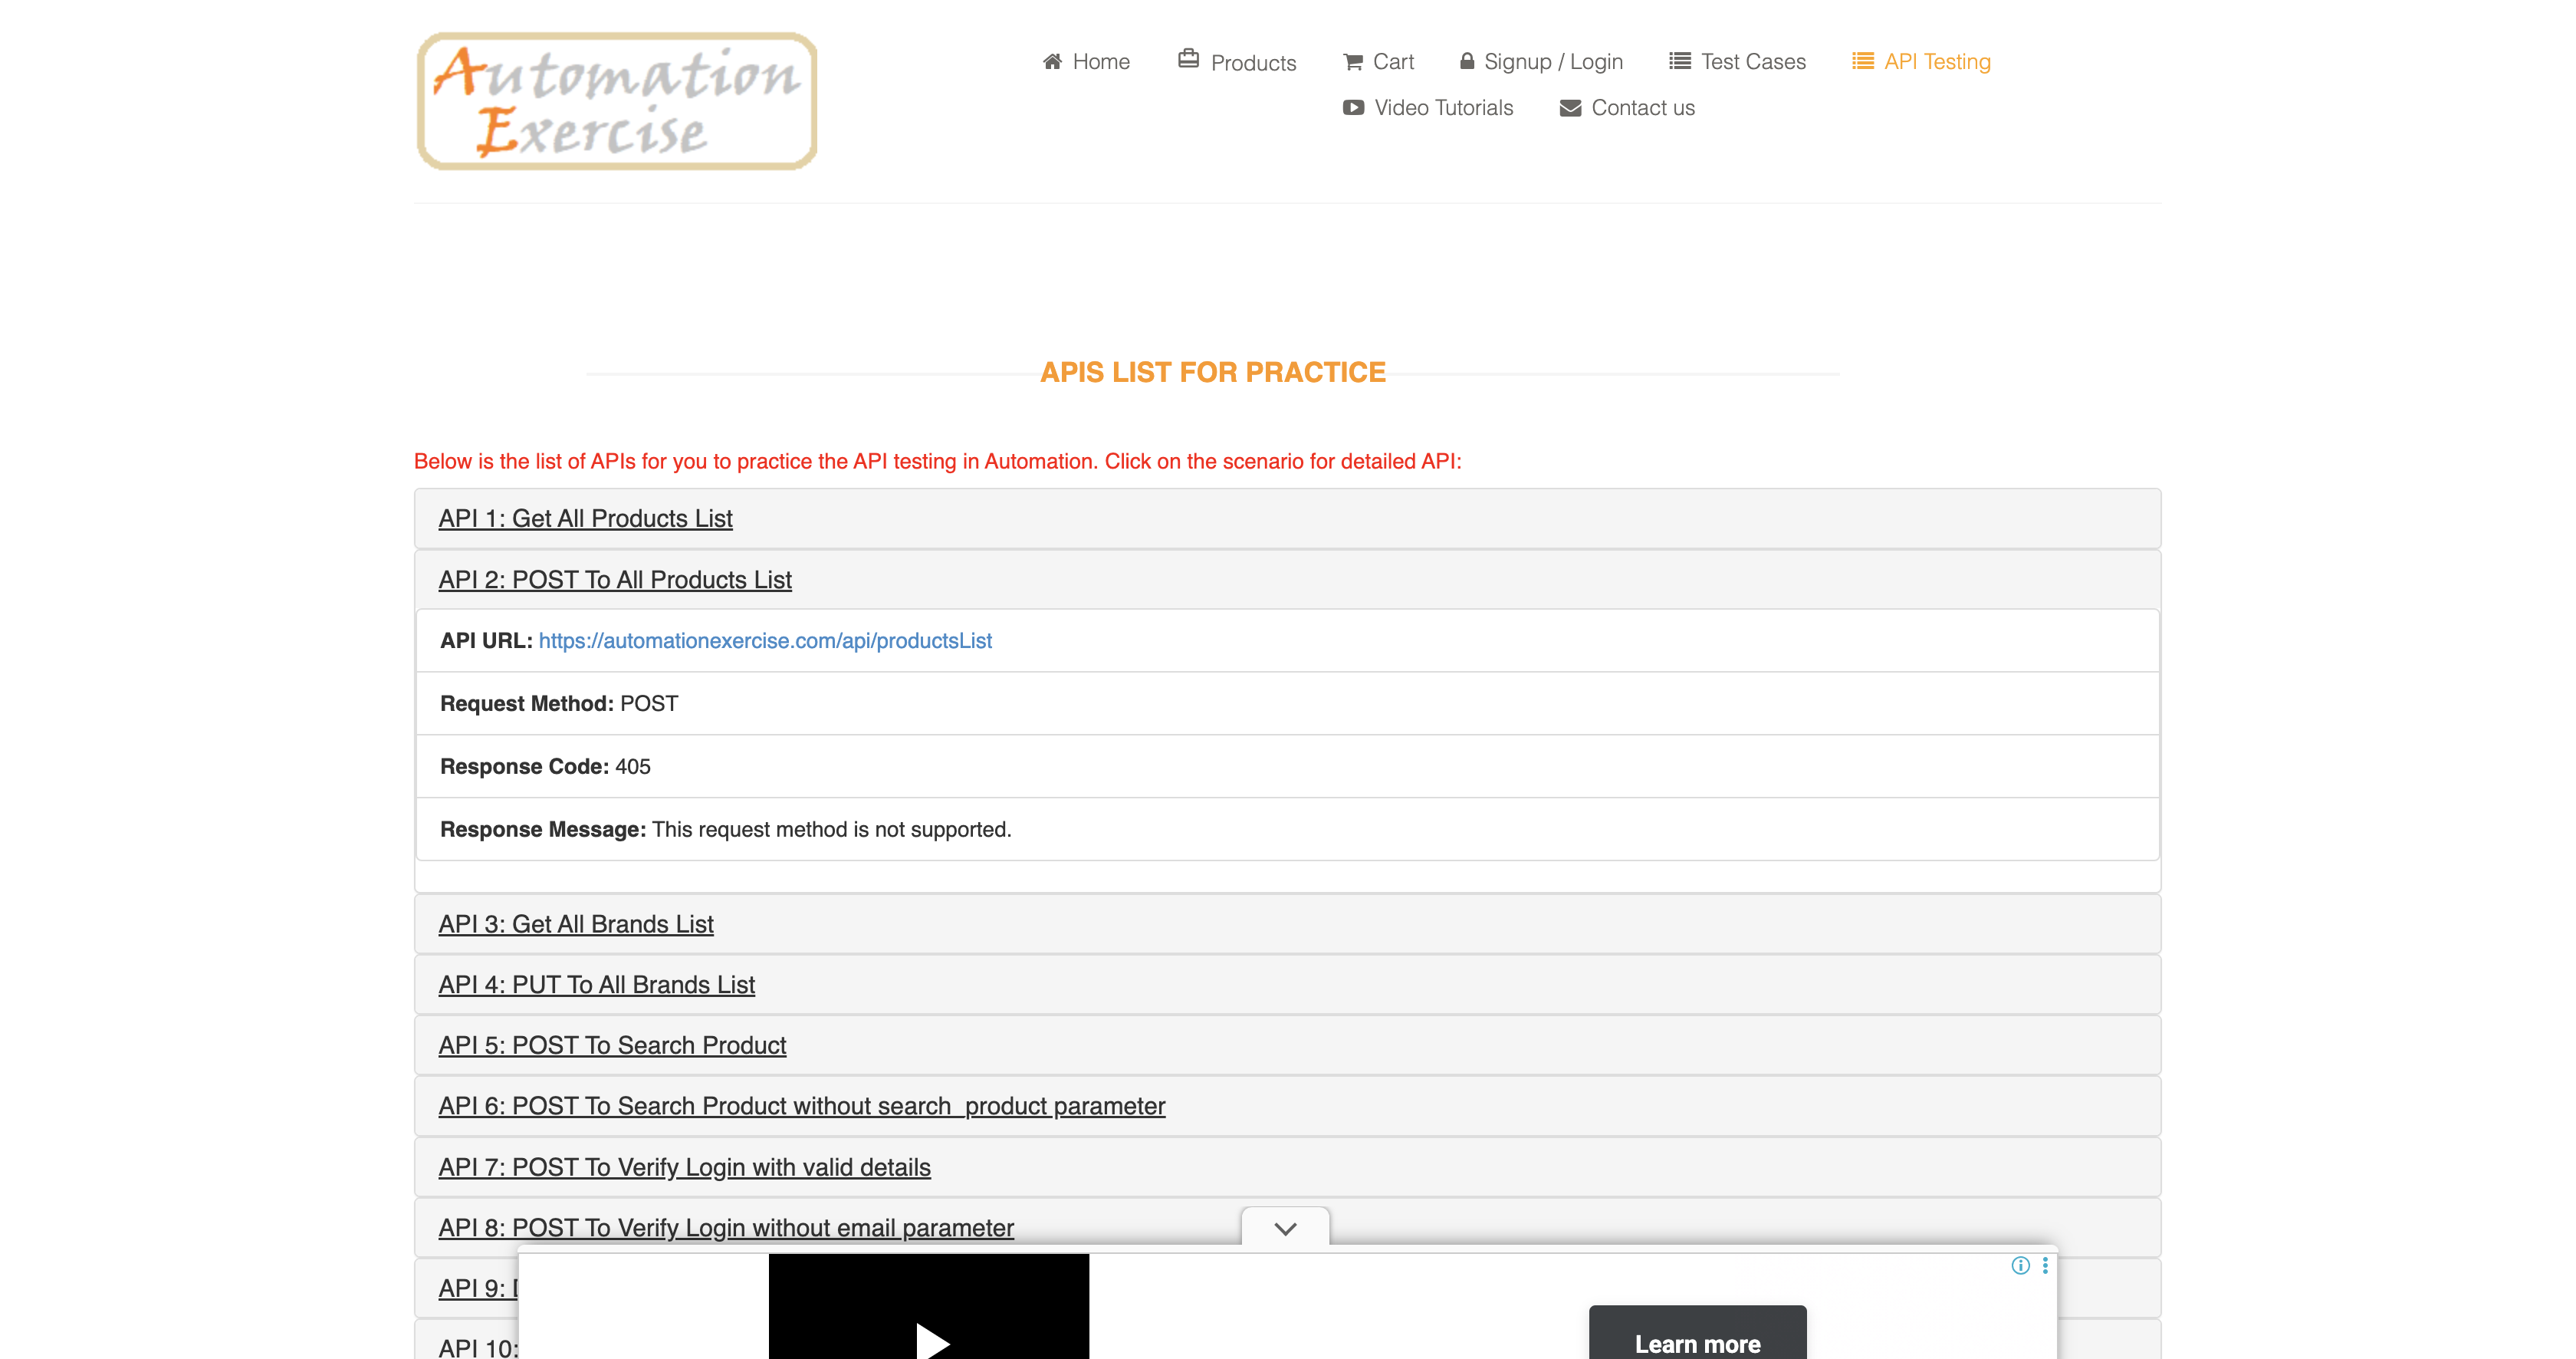 Automation
Exercise
Home
Products
Cart
Signup / Login
Test Cases
API Testing
Video Tutorials
Contact us
APIS LIST FOR PRACTICE
Below is the list of APIs for you to practice the API testing in Automation. Click on the scenario for detailed API:
API 1: Get All Products List
API 2: POST To All Products List
API URL: https://automationexercise.com/api/productsList
Request Method: POST
Response Code: 405
Response Message: This request method is not supported.
API 3: Get All Brands List
API 4: PUT To All Brands List
API 5: POST To Search Product
API 6: POST To Search Product without search_product parameter
API 7: POST To Verify Login with valid details
API 8: POST To Verify Login without email parameter
API 9:
API 10:
Learn more